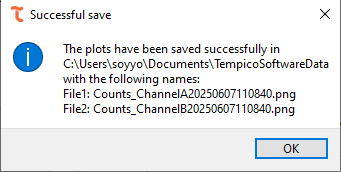 Successful save
The plots have been saved successfully in
C:\Users\soyyo\Documents\TempicoSoftwareData
with the following names:
File1: Counts_ChannelA20250607110840.png
File2: Counts_ChannelB20250607110840.png
OK